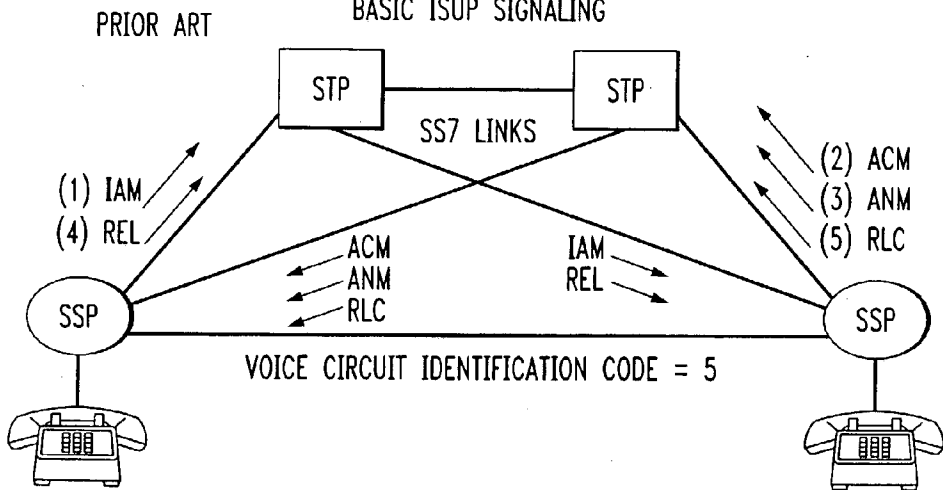 BASIC ISUP SIGNALING
PRIOR ART
STP
STP
SS7 LINKS
(1) IAM
(4) REL
(2) ACM
(3) ANM
(5) RLC
ACM
ANM
RLC
IAM
REL
SSP
SSP
VOICE CIRCUIT IDENTIFICATION CODE = 5